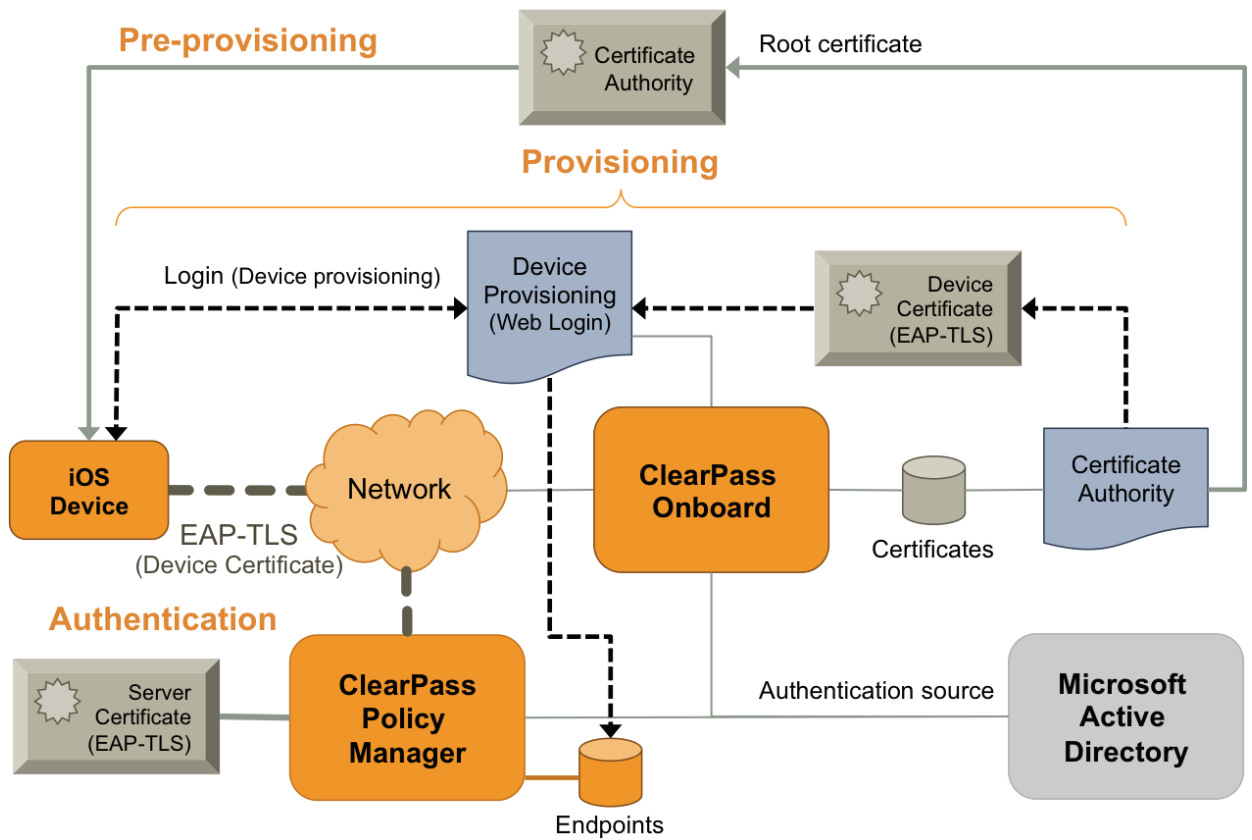 Pre-provisioning
Certificate
Authority
Root certificate
Provisioning
Login (Device provisioning)
Device
Provisioning
(Web Login)
Device
Certificate
(EAP-TLS)
iOS
Device
Network
ClearPass
Onboard
Certificates
Certificate
Authority
EAP-TLS
(Device Certificate)
Authentication
Server
Certificate
(EAP-TLS)
ClearPass
Policy
Manager
Authentication source
Microsoft
Active
Directory
Endpoints